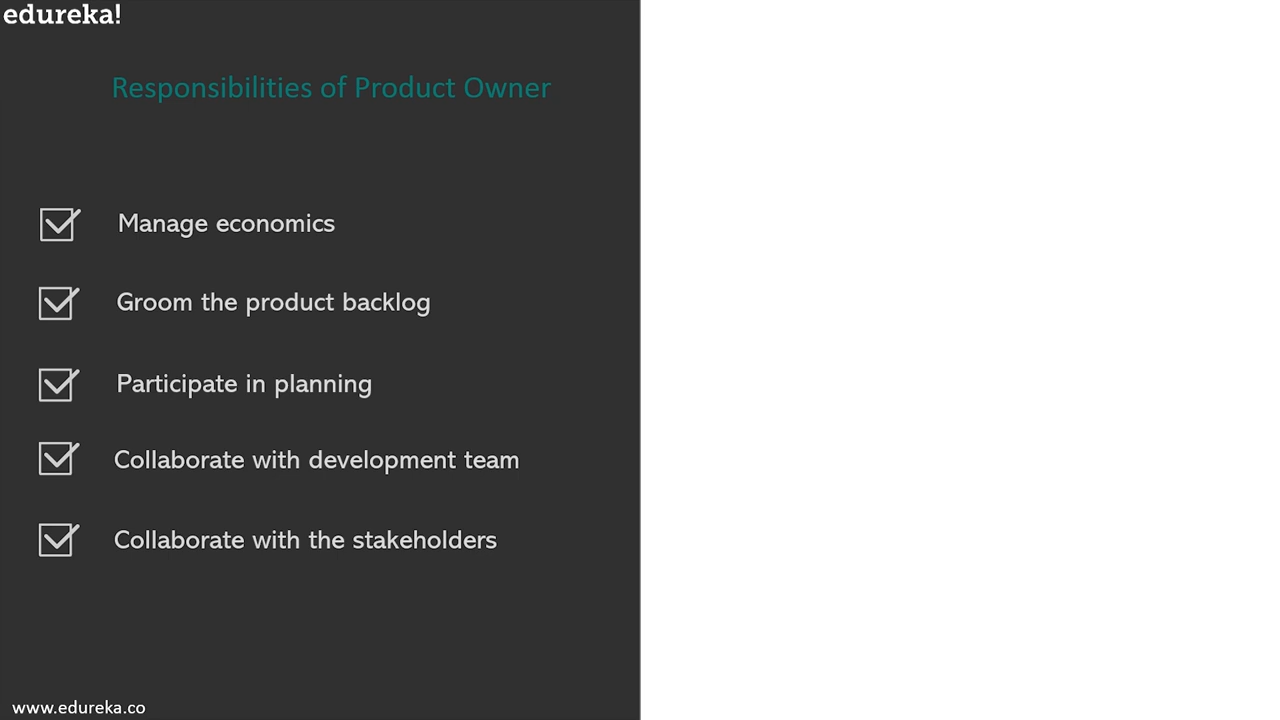 edureka!
Responsibilities of Product Owner
Manage economics
Groom the product backlog
Participate in planning
Collaborate with development team
Collaborate with the stakeholders
www.edureka.co